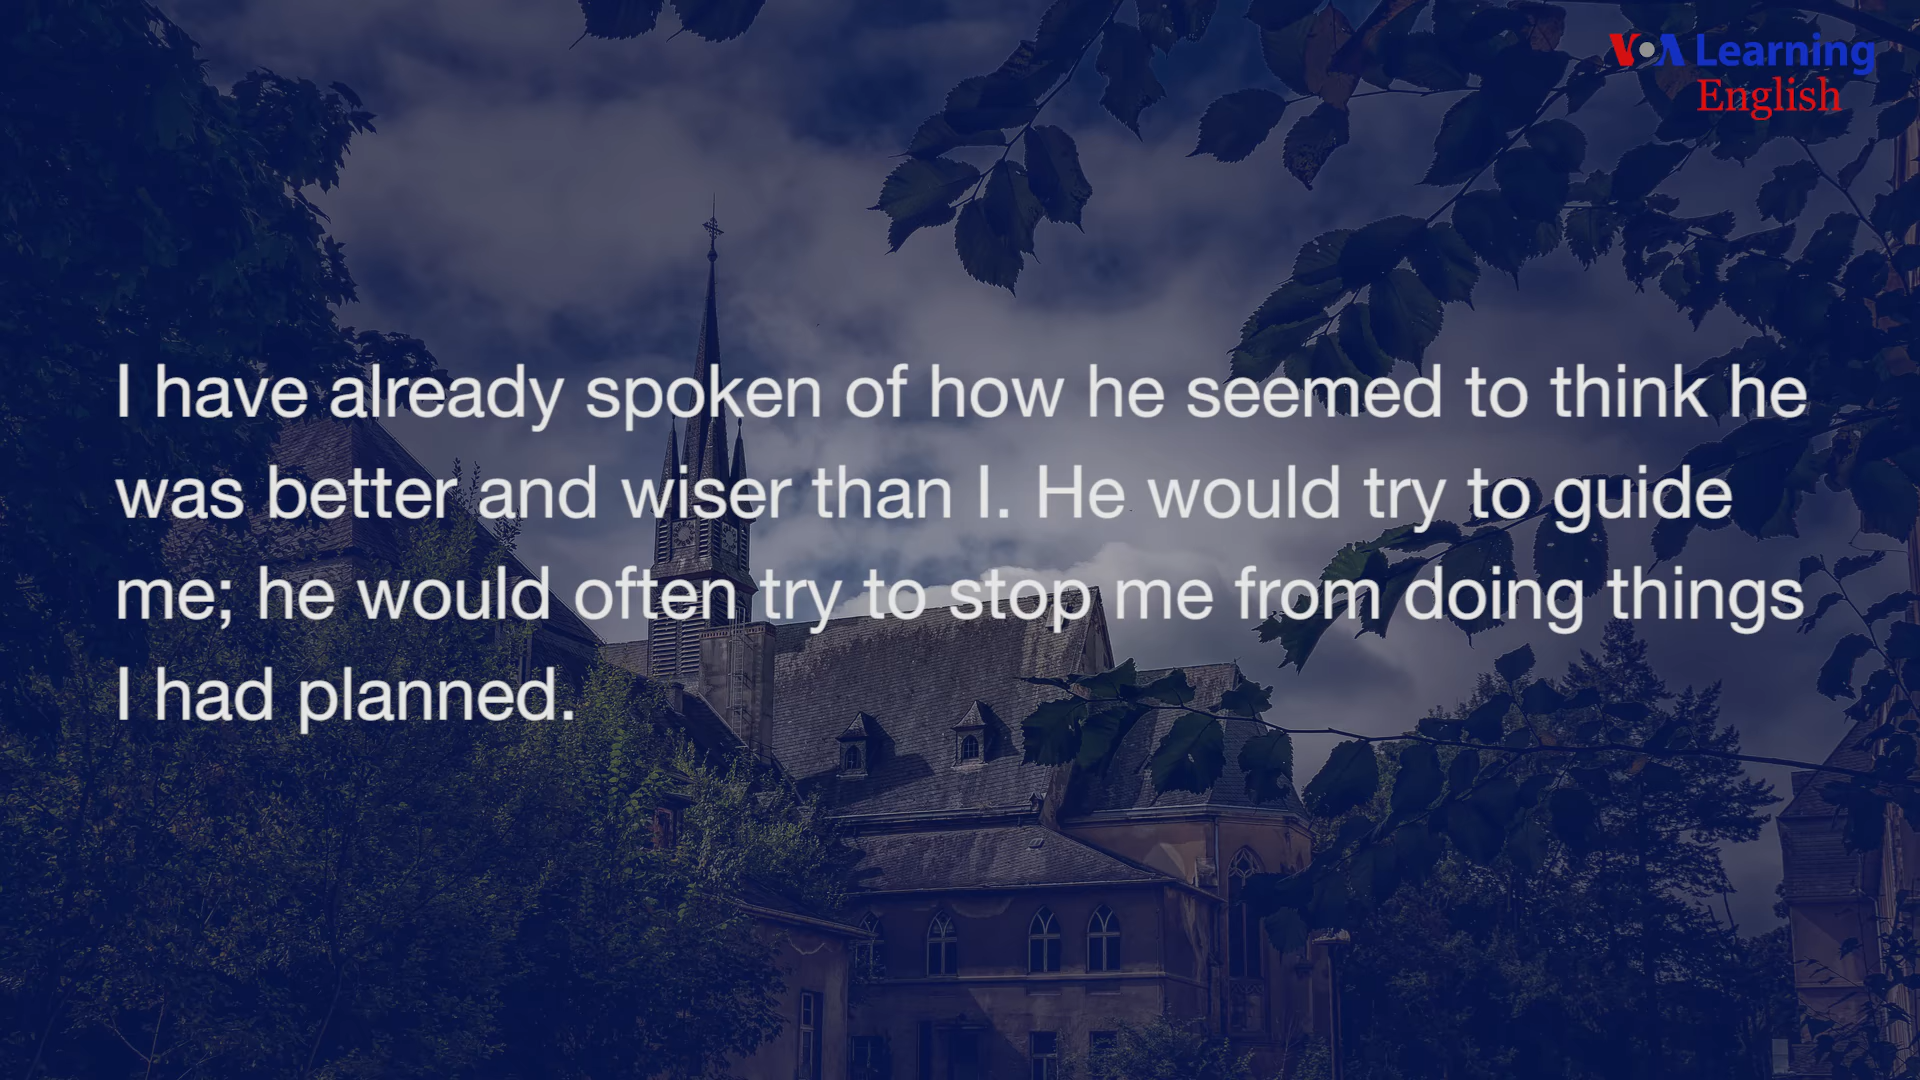 VOA Learning
English
I have already spoken of how he seemed to think he
was better and wiser than I. He would try to guide
me; he would often try to stop me from doing things
I had planned.